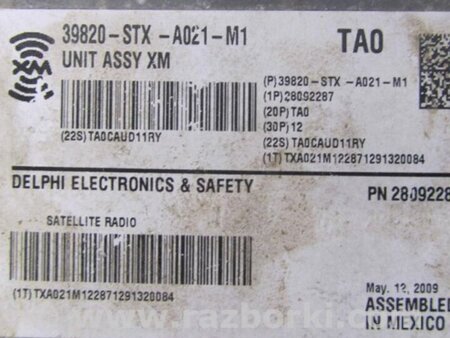 39820-STX -A021-M1
UNIT ASSY XM
TA0
XM
(P)39820-STX -A021-M1
(1P)28092287
(20P)TA0
(30P)12
(22S)TA0CAUD11RY
(22S)TA0CAUD11RY
(1T)TXA021M122871291320084
DELPHI ELECTRONICS & SAFETY
PN 2809228
SATELLITE RADIO
(1T)TXA021M122871291320084
May. 12, 2009
ASSEMBLED
IN MEXICO
www.razborki.com